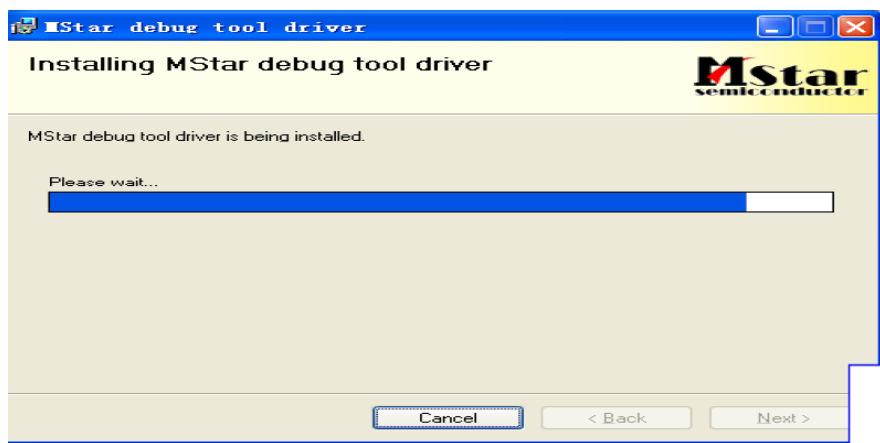 MStar debug tool driver
Installing MStar debug tool driver
Mstar
semiconductor
MStar debug tool driver is being installed.
Please wait...
Cancel
< Back
Next >